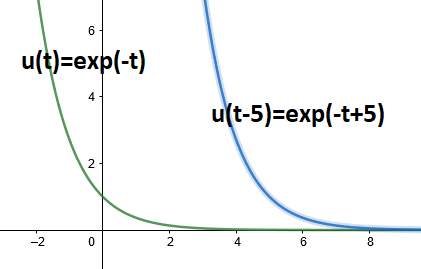 6
u(t)=exp(-t)
4
u(t-5)=exp(-t+5)
2
–2 0 2 4 6 8